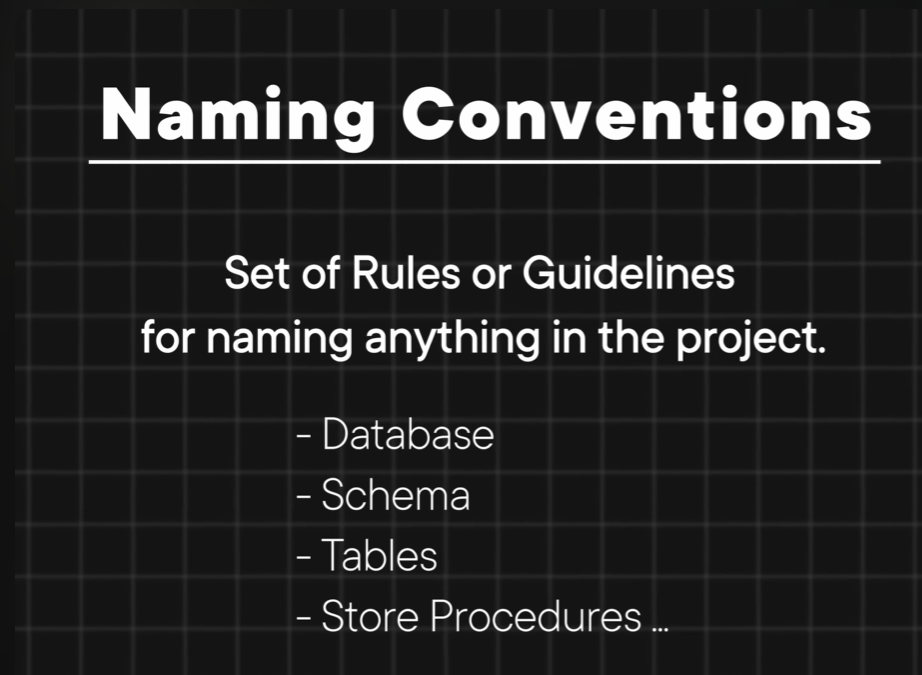 Naming Conventions
Set of Rules or Guidelines
for naming anything in the project.
- Database
- Schema
- Tables
- Store Procedures ...